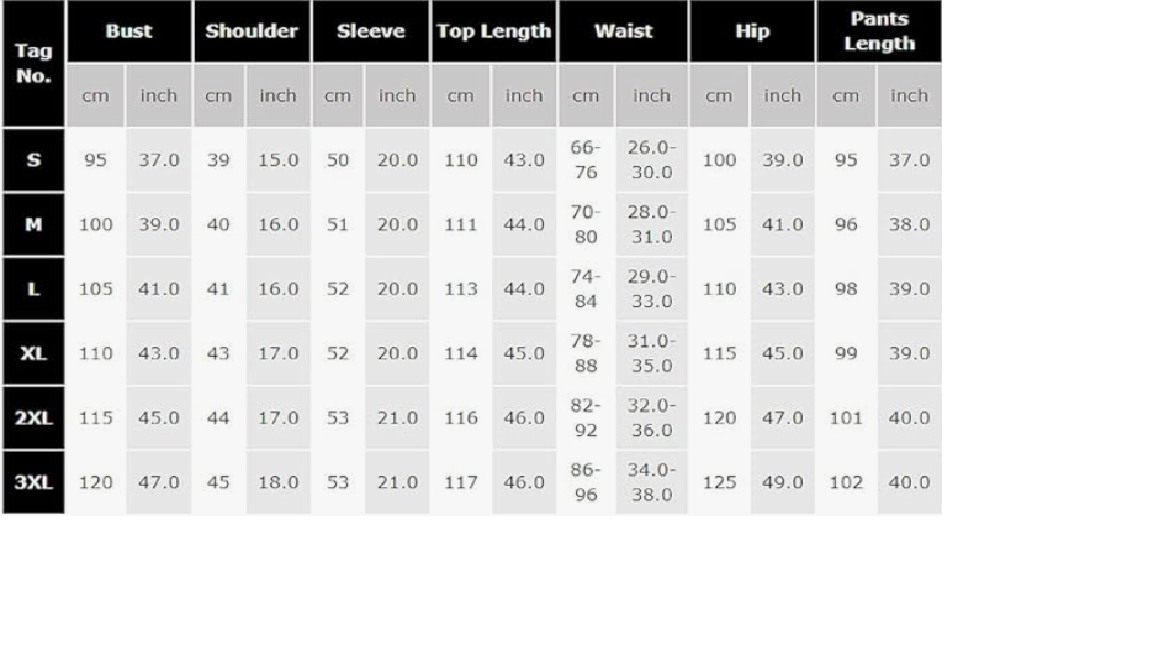 Tag No. Bust Shoulder Sleeve Top Length Waist Hip Pants Length
cm inch cm inch cm inch cm inch cm inch cm inch cm inch
S 95 37.0 39 15.0 50 20.0 110 43.0 66-76 26.0-30.0 100 39.0 95 37.0
M 100 39.0 40 16.0 51 20.0 111 44.0 70-80 28.0-31.0 105 41.0 96 38.0
L 105 41.0 41 16.0 52 20.0 113 44.0 74-84 29.0-33.0 110 43.0 98 39.0
XL 110 43.0 43 17.0 52 20.0 114 45.0 78-88 31.0-35.0 115 45.0 99 39.0
2XL 115 45.0 44 17.0 53 21.0 116 46.0 82-92 32.0-36.0 120 47.0 101 40.0
3XL 120 47.0 45 18.0 53 21.0 117 46.0 86-96 34.0-38.0 125 49.0 102 40.0